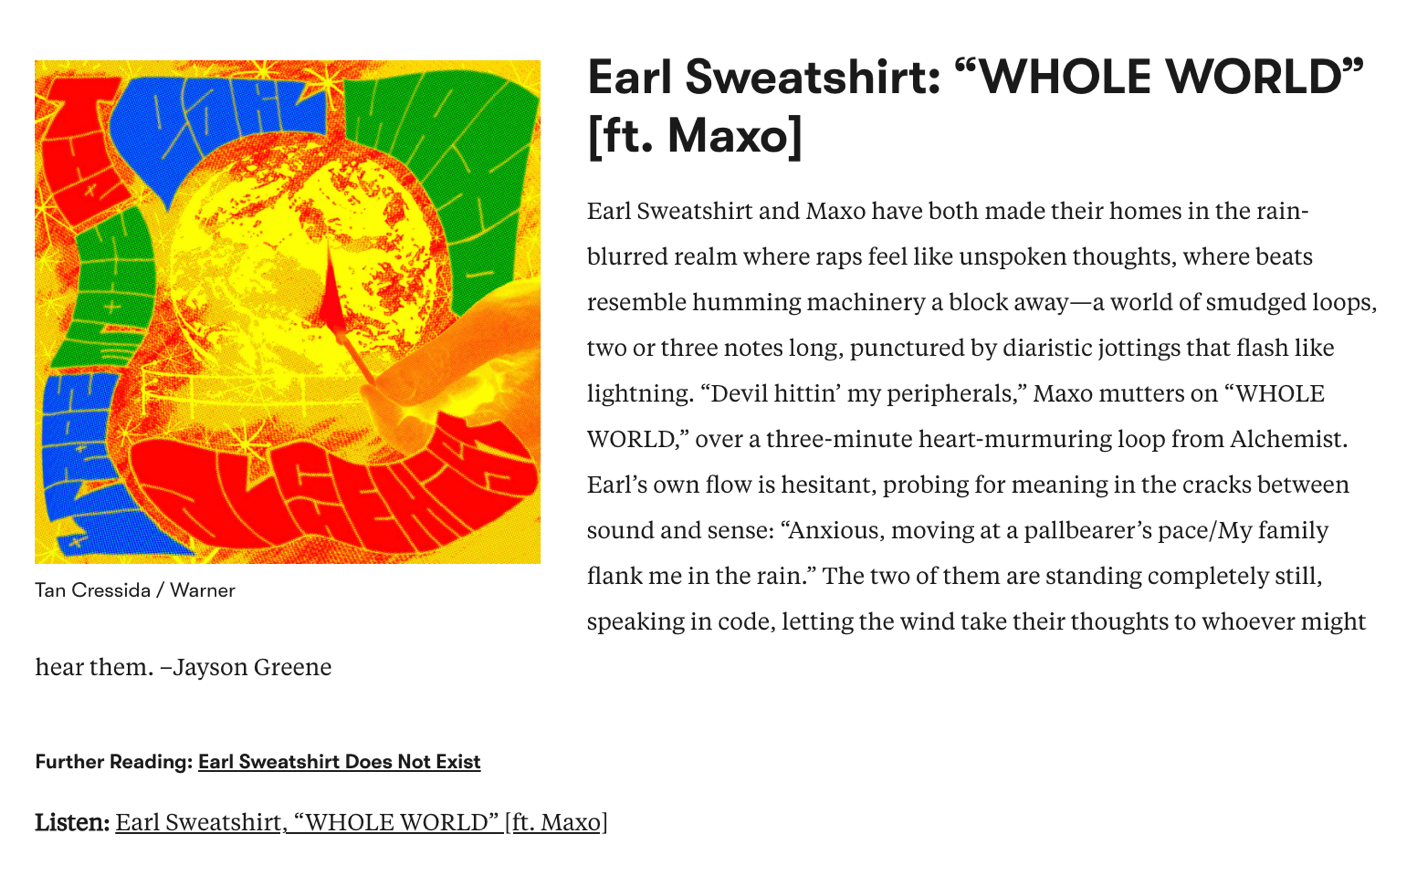 Earl Sweatshirt: “WHOLE WORLD”
[ft. Maxo]
Earl Sweatshirt and Maxo have both made their homes in the rain-
blurred realm where raps feel like unspoken thoughts, where beats
resemble humming machinery a block away—a world of smudged loops,
two or three notes long, punctured by diaristic jottings that flash like
lightning. “Devil hittin’ my peripherals,” Maxo mutters on “WHOLE
WORLD,” over a three-minute heart-murmuring loop from Alchemist.
Earl’s own flow is hesitant, probing for meaning in the cracks between
sound and sense: “Anxious, moving at a pallbearer’s pace/My family
flank me in the rain.” The two of them are standing completely still,
speaking in code, letting the wind take their thoughts to whoever might
hear them. –Jayson Greene
Tan Cressida / Warner
Further Reading: Earl Sweatshirt Does Not Exist
Listen: Earl Sweatshirt, “WHOLE WORLD” [ft. Maxo]